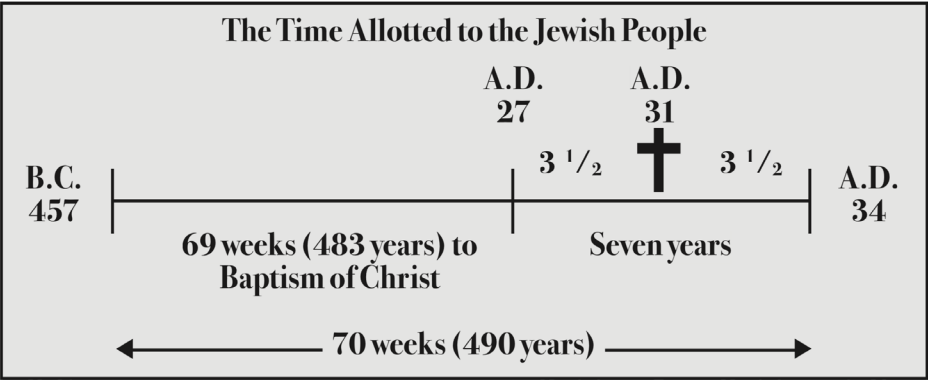 The Time Allotted to the Jewish People
A.D.
27
A.D.
31
3 1/2
3 1/2
B.C.
457
A.D.
34
69 weeks (483 years) to
Baptism of Christ
Seven years
70 weeks (490 years)